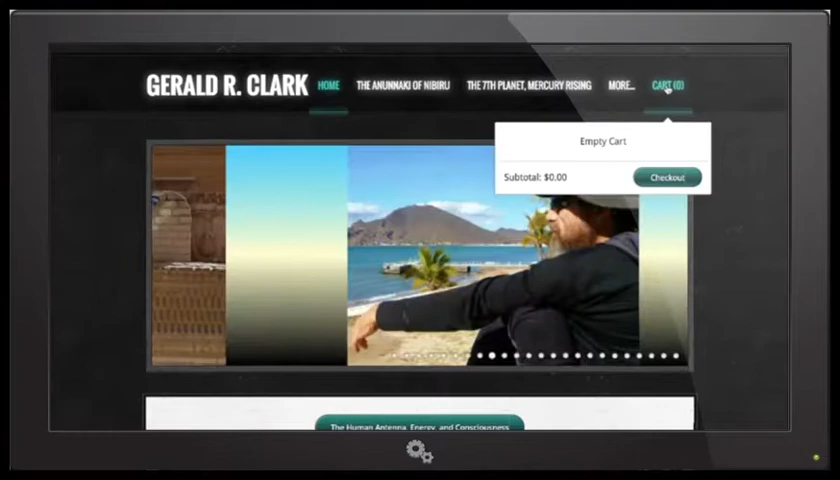 GERALD R. CLARK
HOME
THE ANUNNAKI OF NIBIRU
THE 7TH PLANET, MERCURY RISING
MORE...
CART (0)
Empty Cart
Subtotal: $0.00
Checkout
The Human Antenna, Energy, and Consciousness